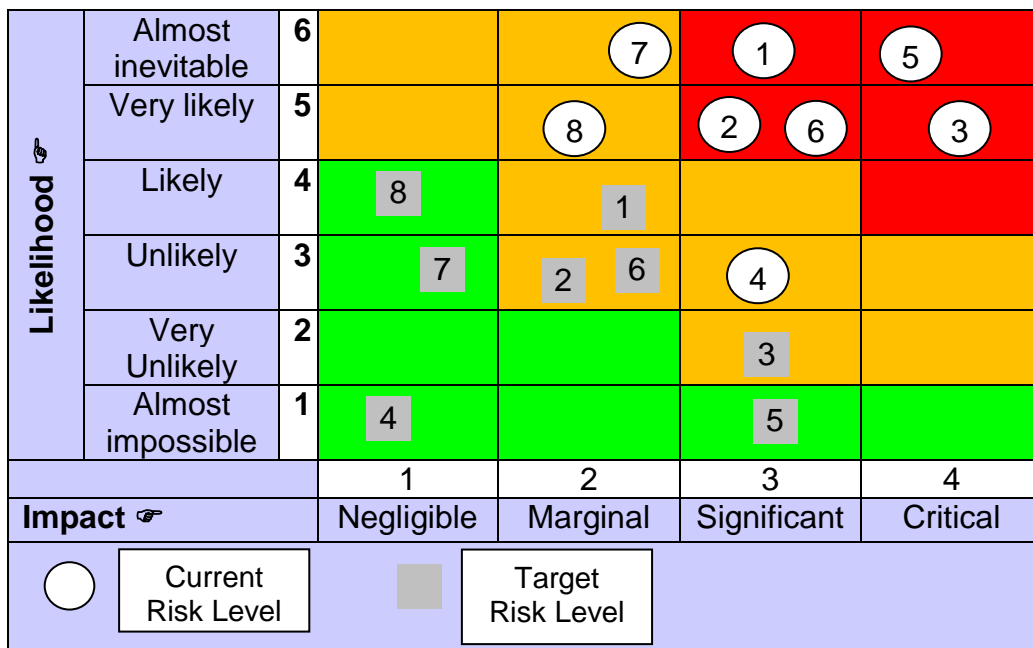 Likelihood
Almost
inevitable
6
7
1
5
Very likely
5
8
2
6
3
Likely
4
8
1
Unlikely
3
7
2
6
4
Very
Unlikely
2
3
Almost
impossible
1
4
5
1
2
3
4
Impact
Negligible
Marginal
Significant
Critical
Current
Risk Level
Target
Risk Level